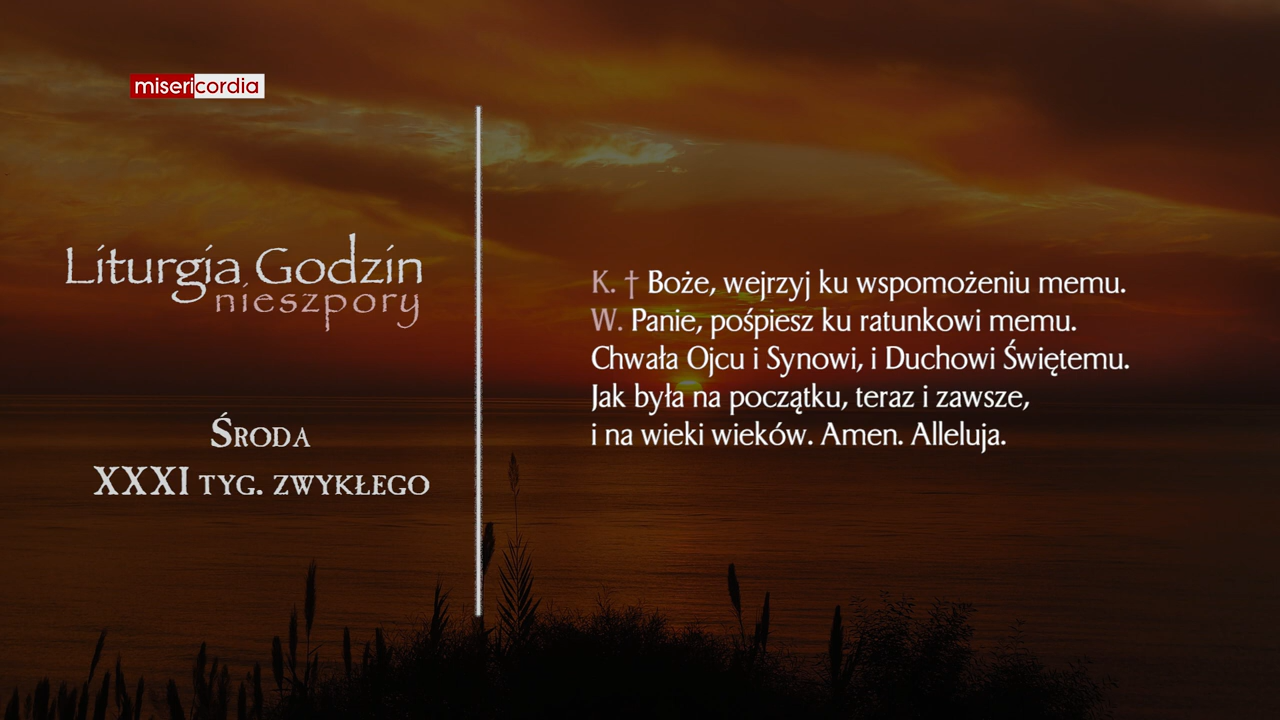 misericordia
Liturgia Godzin
nieszpory
Środa
XXXI tyg. zwykłego
K. † Boże, wejrzyj ku wspomożeniu memu.
W. Panie, pośpiesz ku ratunkowi memu.
Chwała Ojcu i Synowi, i Duchowi Świętemu.
Jak była na początku, teraz i zawsze,
i na wieki wieków. Amen. Alleluja.